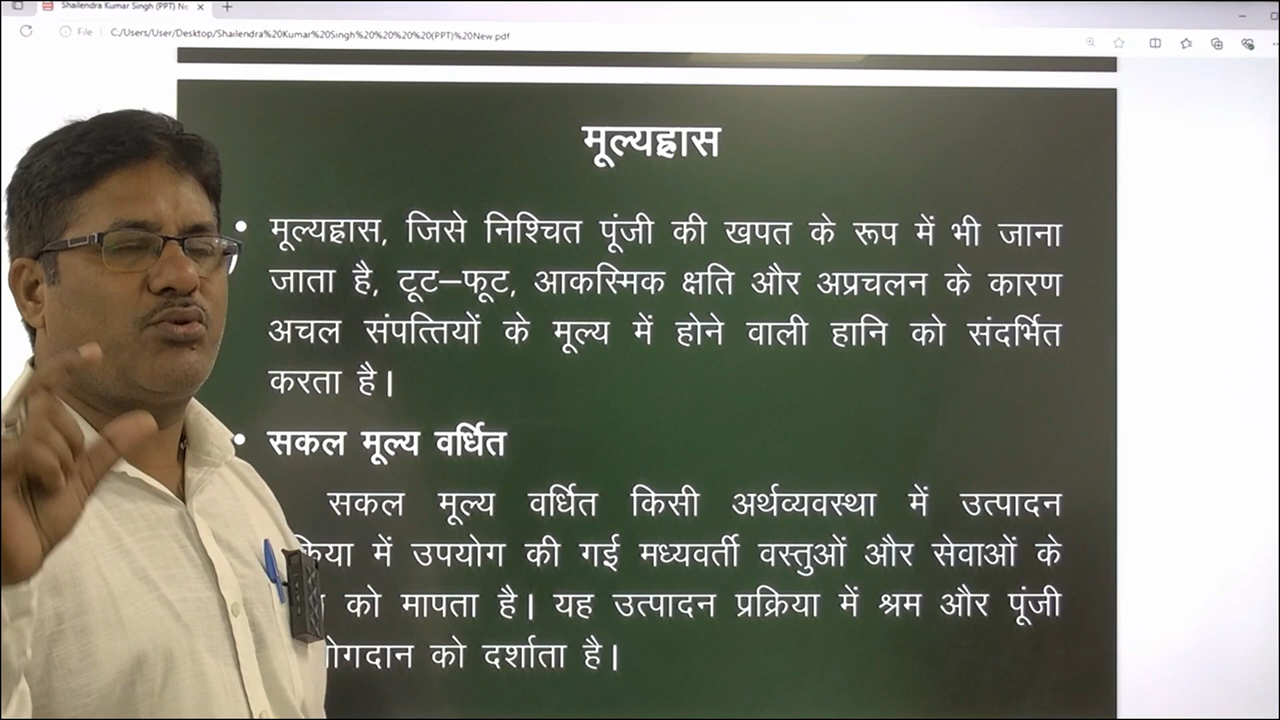 Shailendra Kumar Singh (PPT) Ne
File C:/Users/User/Desktop/Shailendra%20Kumar%20Singh%20%20%20%20(PPT)%20New.pdf
मूल्यह्रास
• मूल्यह्रास, जिसे निश्चित पूंजी की खपत के रूप में भी जाना
जाता है, टूट–फूट, आकस्मिक क्षति और अप्रचलन के कारण
अचल संपत्तियों के मूल्य में होने वाली हानि को संदर्भित
करता है।
• सकल मूल्य वर्धित
सकल मूल्य वर्धित किसी अर्थव्यवस्था में उत्पादन
में उपयोग की गई मध्यवर्ती वस्तुओं और सेवाओं के
को मापता है। यह उत्पादन प्रक्रिया में श्रम और पूंजी
को दर्शाता है।